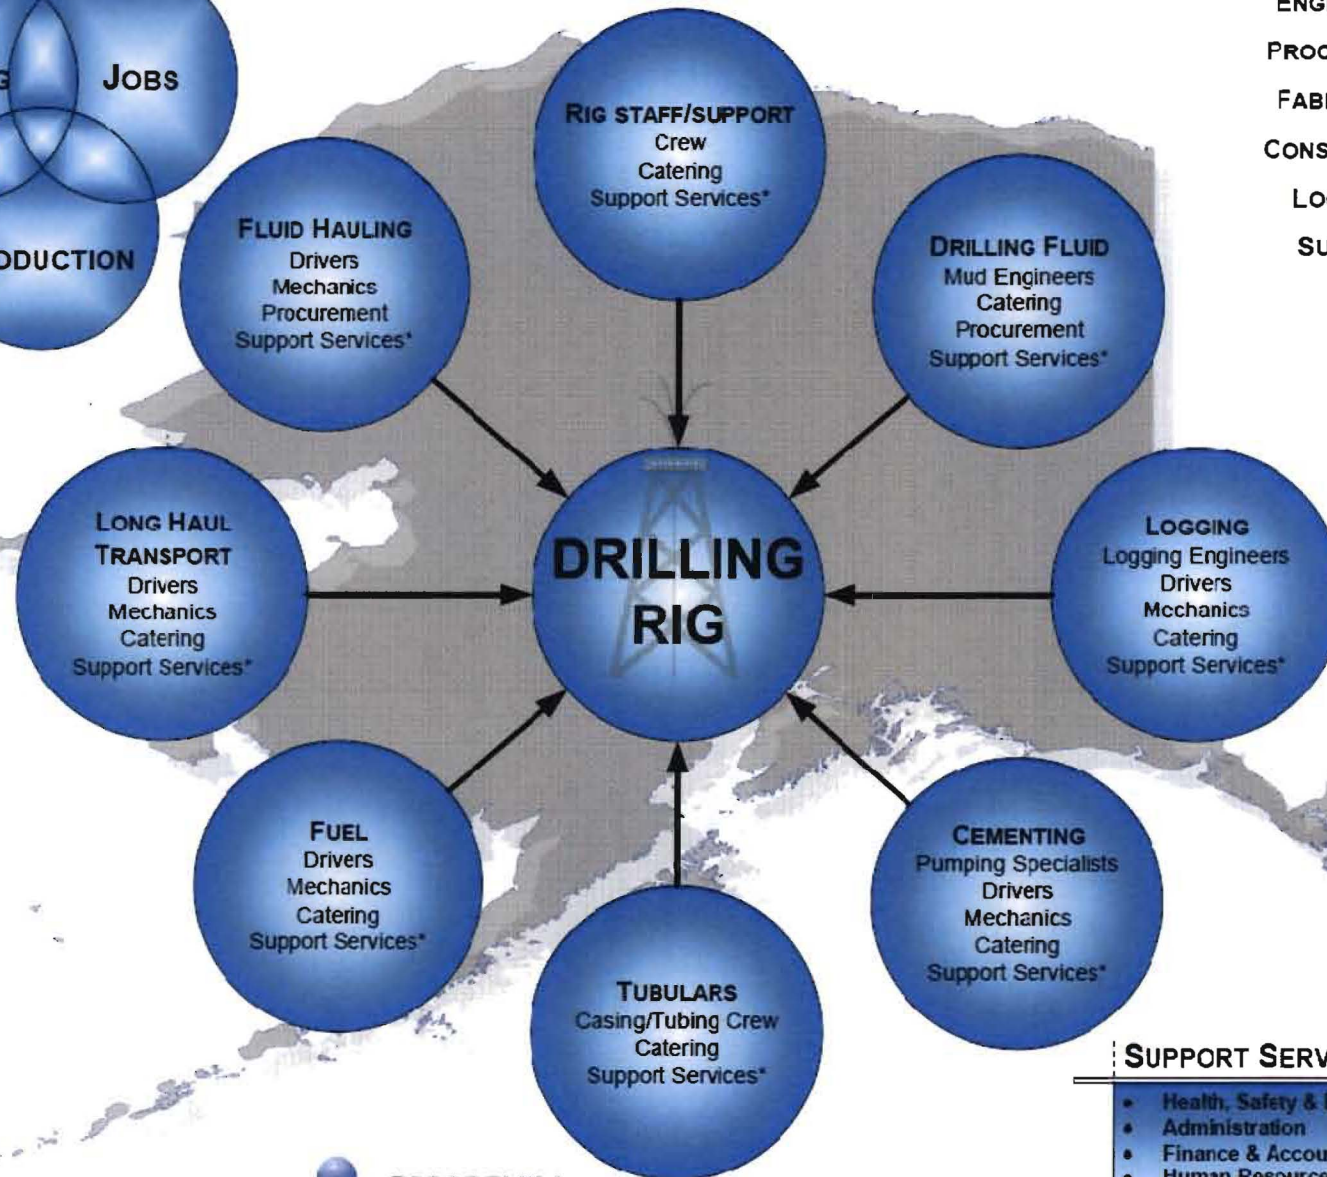 JOBS
RIG STAFF/SUPPORT
Crew
Catering
Support Services*
FLUID HAULING
Drivers
Mechanics
Procurement
Support Services*
DRILLING FLUID
Mud Engineers
Catering
Procurement
Support Services*
LONG HAUL
TRANSPORT
Drivers
Mechanics
Catering
Support Services*
DRILLING
RIG
LOGGING
Logging Engineers
Drivers
Mechanics
Catering
Support Services*
FUEL
Drivers
Mechanics
Catering
Support Services*
TUBULARS
Casing/Tubing Crew
Catering
Support Services*
CEMENTING
Pumping Specialists
Drivers
Mechanics
Catering
Support Services*
SUPPORT SERV
Health, Safety &
Administration
Finance & Accou
Human Resource